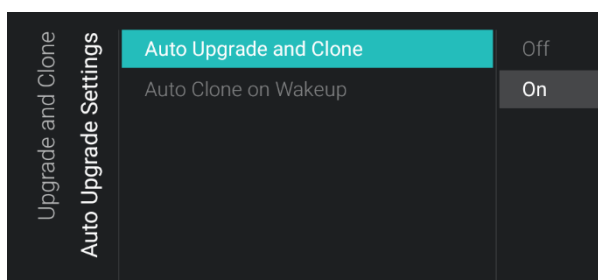 Upgrade and Clone
Auto Upgrade Settings
Auto Upgrade and Clone
Auto Clone on Wakeup
Off
On